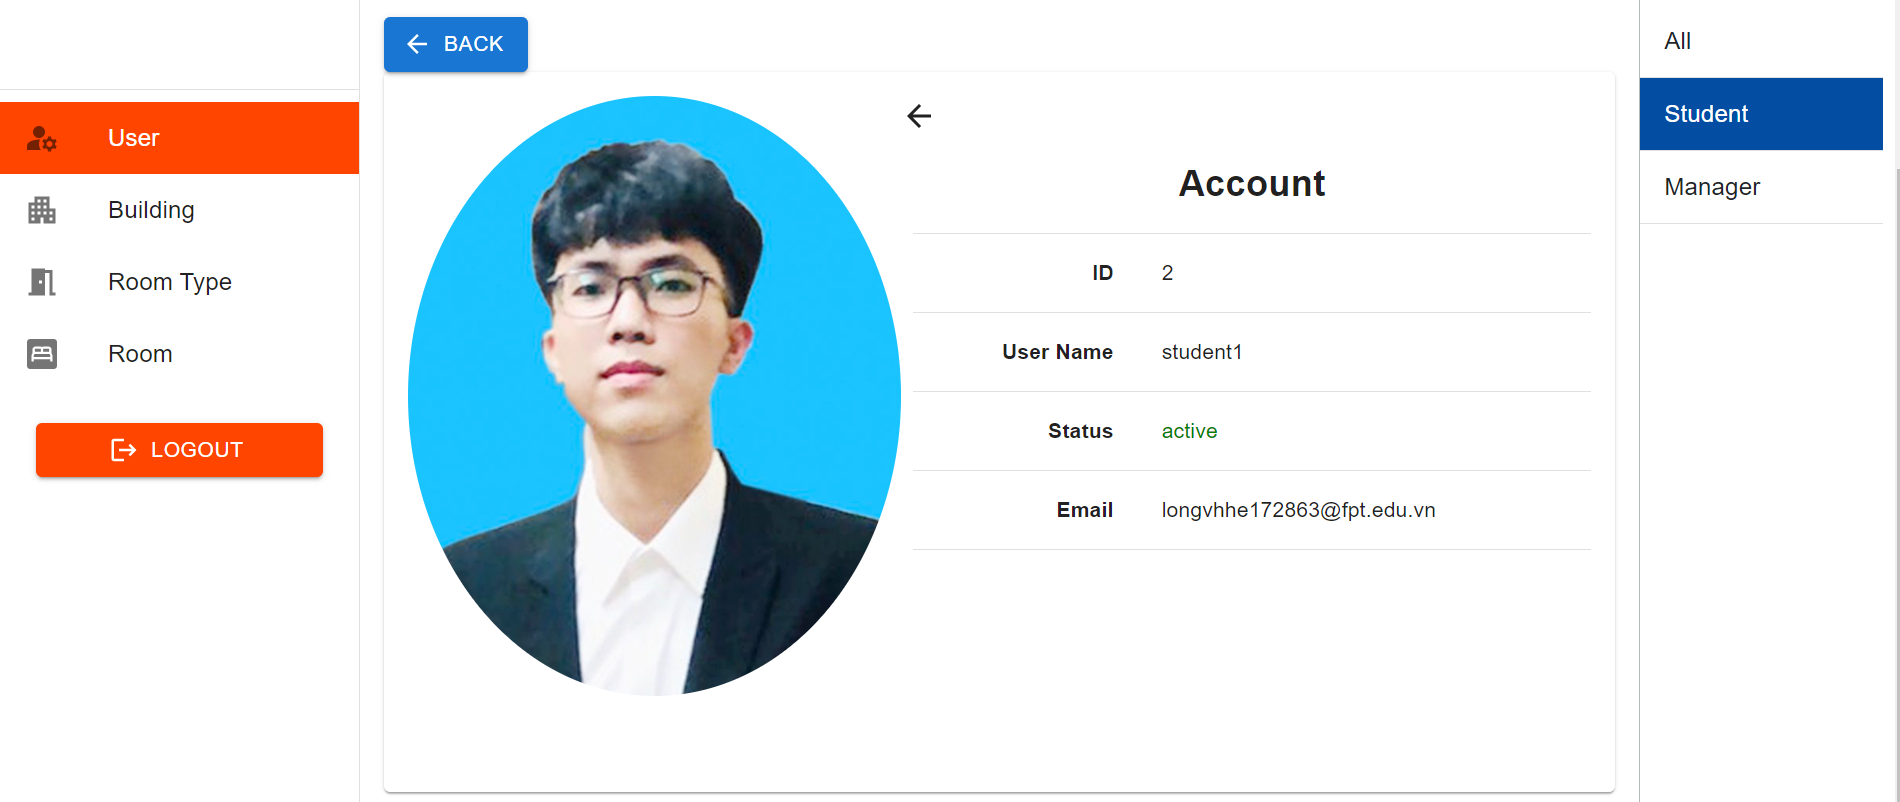 User
Building
Room Type
Room
LOGOUT
BACK
Account
ID 2
User Name student1
Status active
Email longvhhe172863@fpt.edu.vn
All
Student
Manager